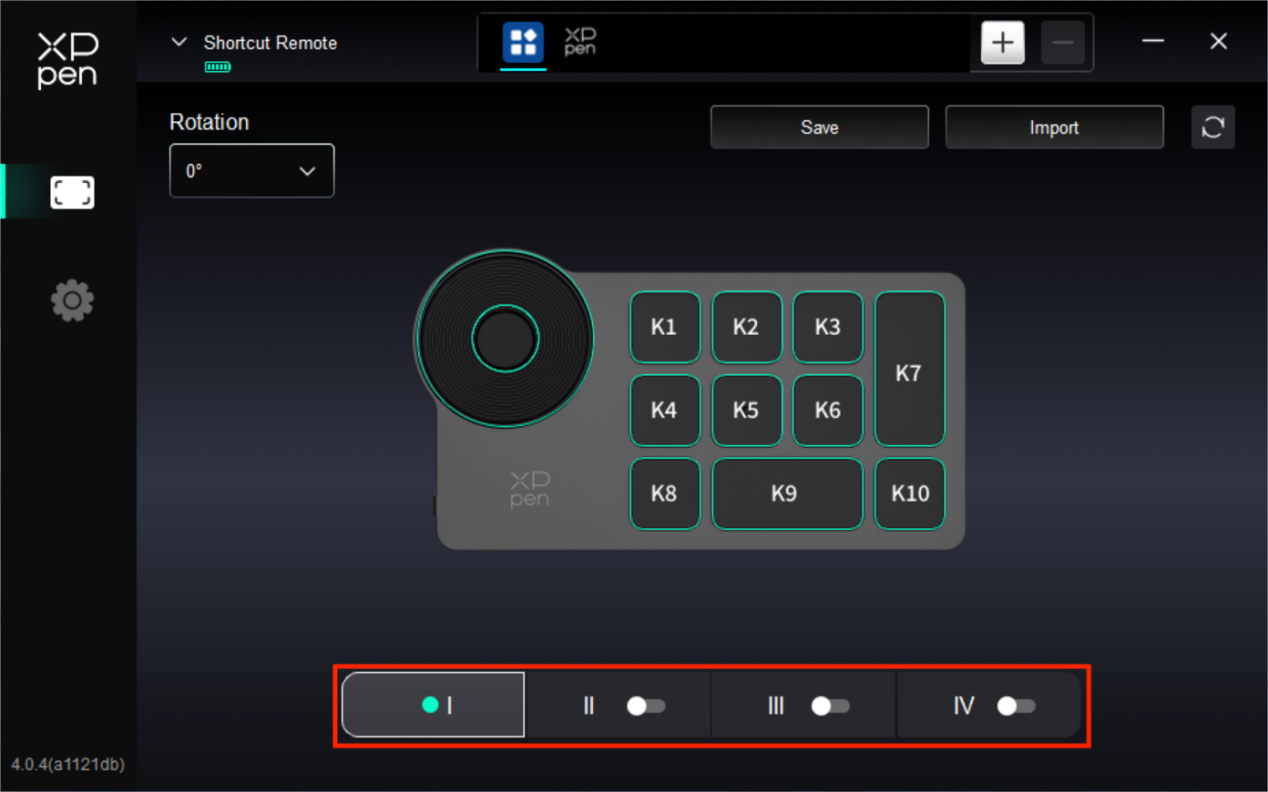 XP
pen
Shortcut Remote
XP
pen
Rotation
0°
Save
Import
K1
K2
K3
K7
K4
K5
K6
XP
pen
K8
K9
K10
I
II
III
IV
4.0.4(a1121db)